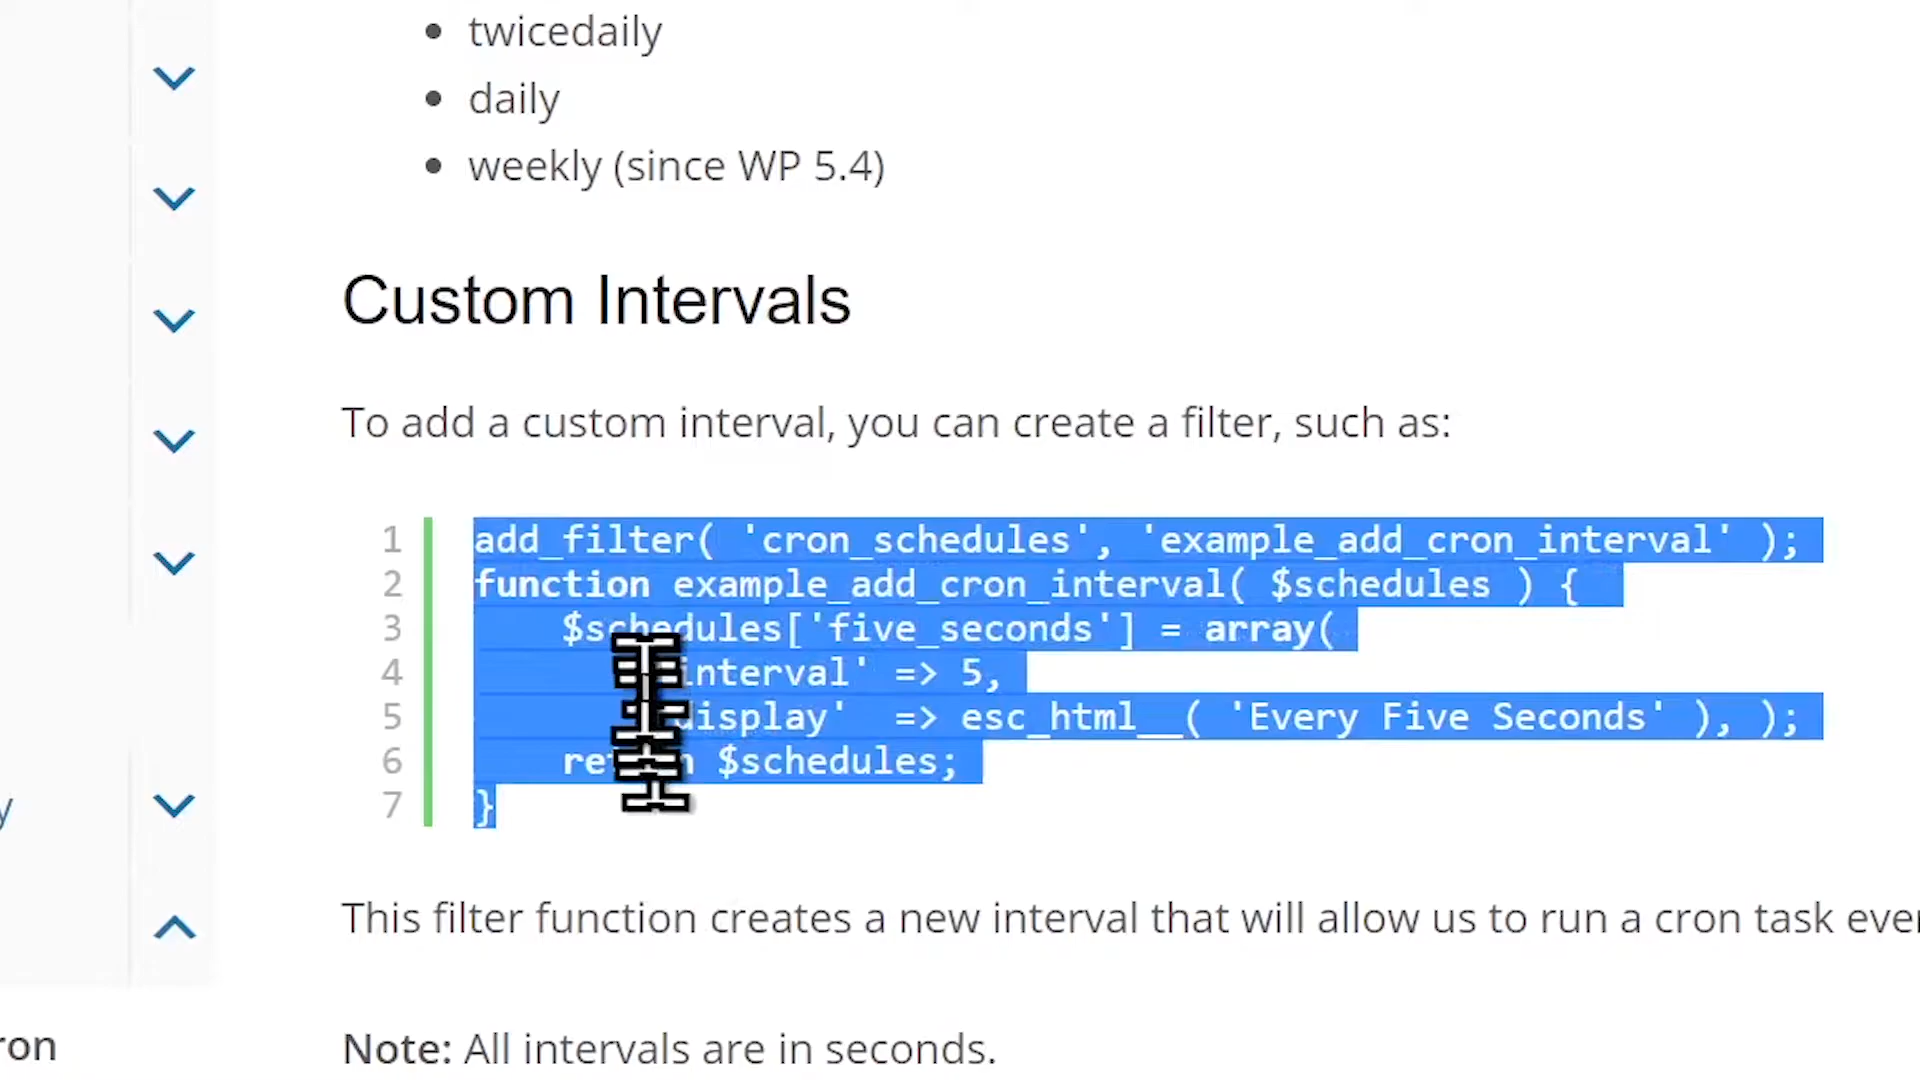 twicedaily
daily
weekly (since WP 5.4)
Custom Intervals
To add a custom interval, you can create a filter, such as:
1 add_filter( 'cron_schedules', 'example_add_cron_interval' );
2 function example_add_cron_interval( $schedules ) {
3 $schedules['five_seconds'] = array(
4 interval' => 5,
5 display' => esc_html__( 'Every Five Seconds' ), );
6 return $schedules;
7 }
y
This filter function creates a new interval that will allow us to run a cron task ever
ron
Note: All intervals are in seconds.